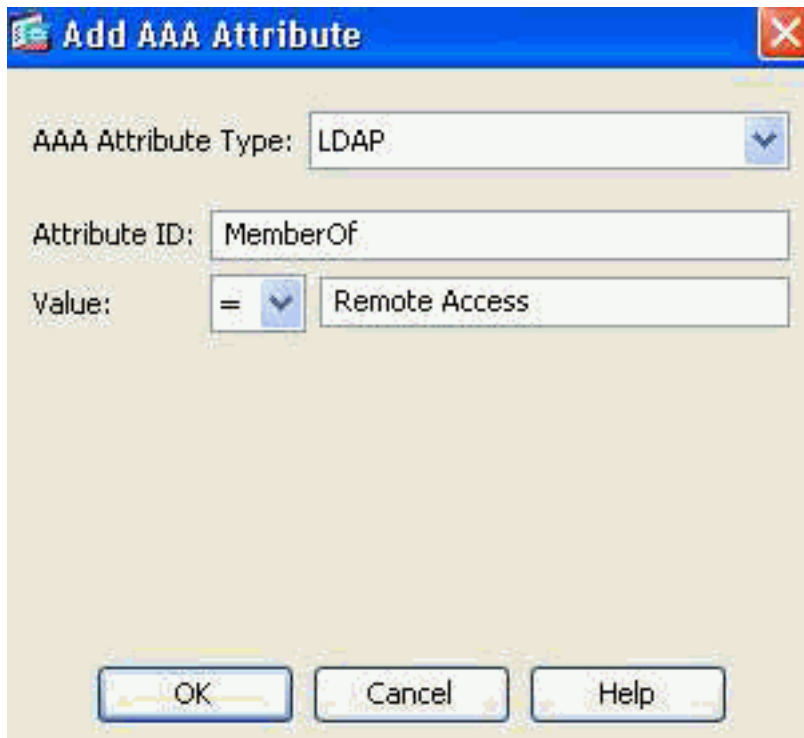 Add AAA Attribute
AAA Attribute Type: LDAP
Attribute ID: MemberOf
Value: = Remote Access
OK Cancel Help